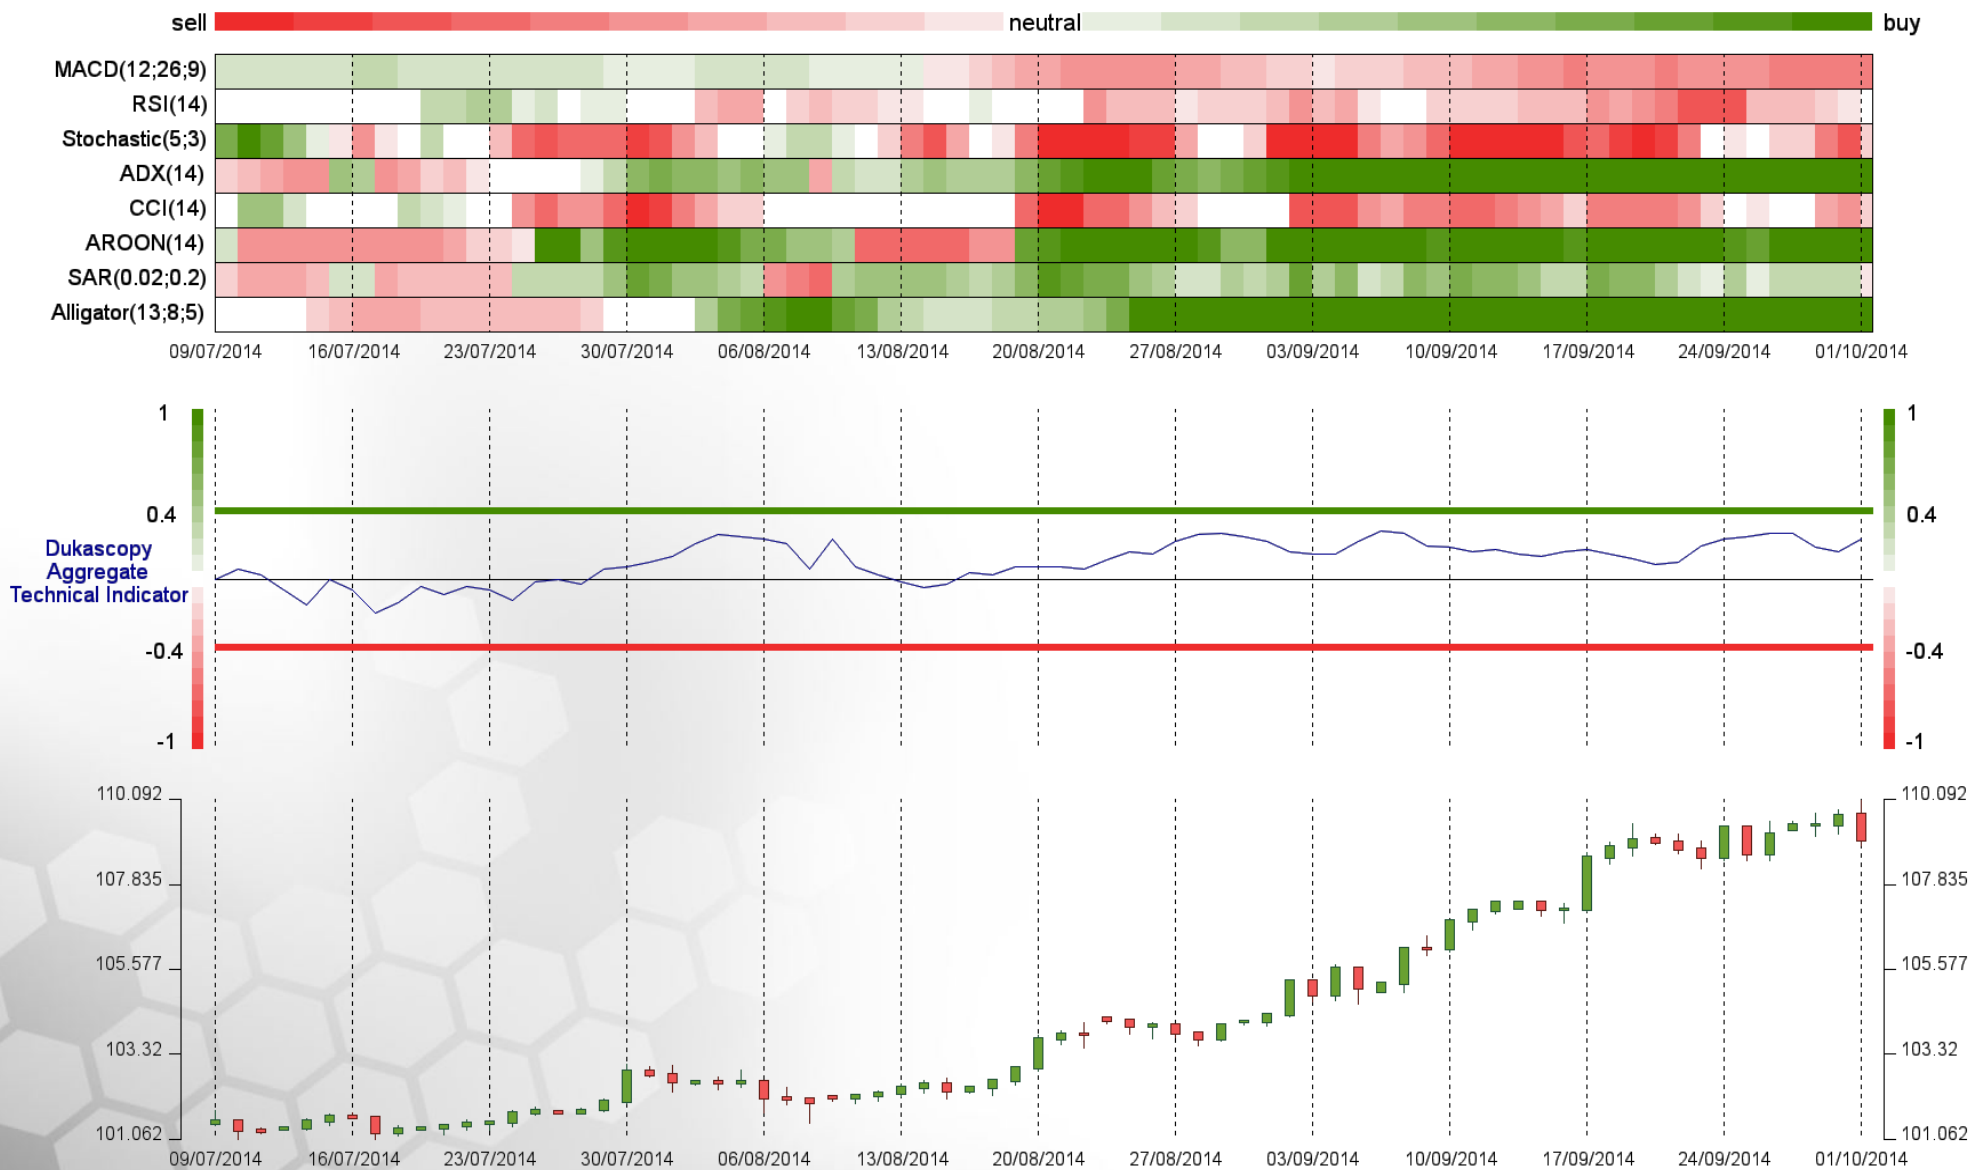 sell neutral buy
MACD(12;26;9)
RSI(14)
Stochastic(5;3)
ADX(14)
CCI(14)
AROON(14)
SAR(0.02;0.2)
Alligator(13;8;5)
09/07/2014 16/07/2014 23/07/2014 30/07/2014 06/08/2014 13/08/2014 20/08/2014 27/08/2014 03/09/2014 10/09/2014 17/09/2014 24/09/2014 01/10/2014
1 1
0.4 0.4
Dukascopy
Aggregate
Technical Indicator
-0.4 -0.4
-1 -1
110.092 110.092
107.835 107.835
105.577 105.577
103.32 103.32
101.062 101.062
09/07/2014 16/07/2014 23/07/2014 30/07/2014 06/08/2014 13/08/2014 20/08/2014 27/08/2014 03/09/2014 10/09/2014 17/09/2014 24/09/2014 01/10/2014